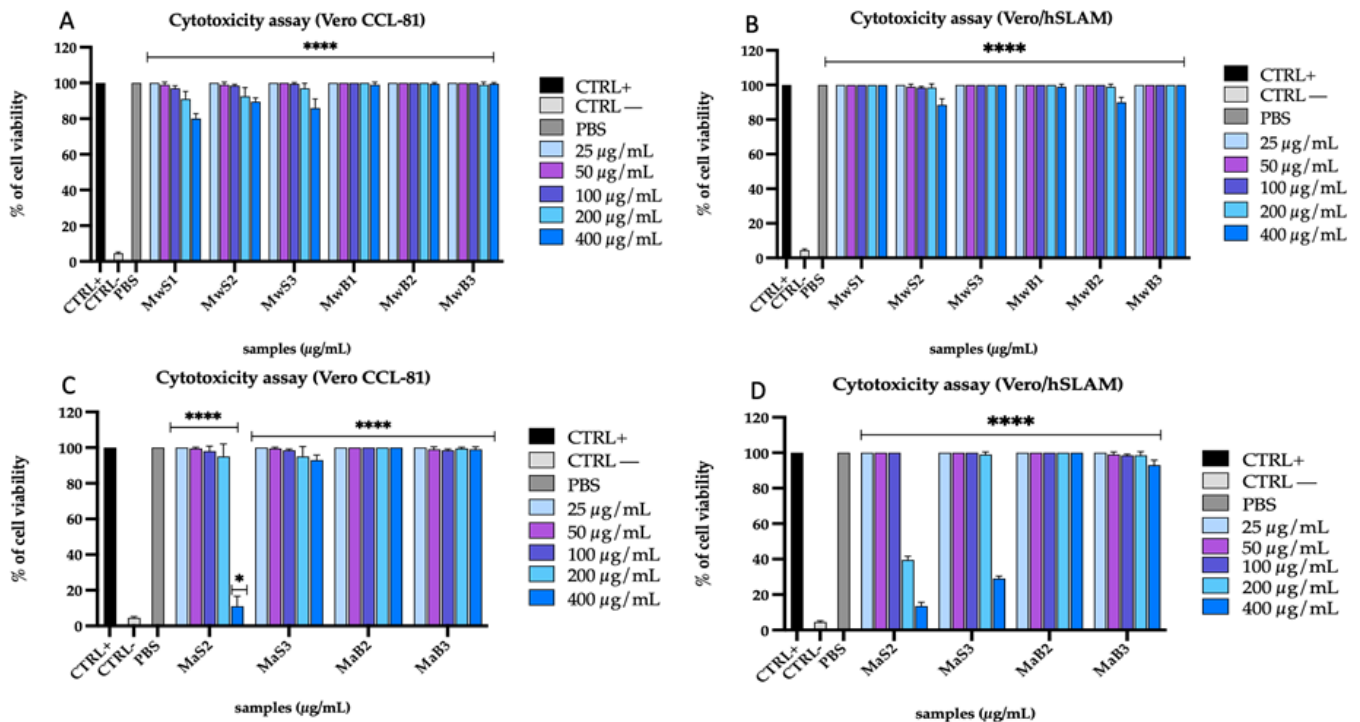 A
Cytotoxicity assay (Vero CCL-81)
****
% of cell viability
120
100
80
60
40
20
0
CTRL+
CTRL-
PBS
MwS1
MwS2
MwS3
MwB1
MwB2
MwB3
samples (µg/mL)
CTRL+
CTRL —
PBS
25 µg/mL
50 µg/mL
100 µg/mL
200 µg/mL
400 µg/mL
B
Cytotoxicity assay (Vero/hSLAM)
****
% of cell viability
120
100
80
60
40
20
0
CTRL+
CTRL-
PBS
MwS1
MwS2
MwS3
MwB1
MwB2
MwB3
samples (µg/mL)
CTRL+
CTRL —
PBS
25 µg/mL
50 µg/mL
100 µg/mL
200 µg/mL
400 µg/mL
C
Cytotoxicity assay (Vero CCL-81)
****
****
*
% of cell viability
120
100
80
60
40
20
0
CTRL+
CTRL-
PBS
MaS2
MaS3
MaB2
MaB3
samples (µg/mL)
CTRL+
CTRL —
PBS
25 µg/mL
50 µg/mL
100 µg/mL
200 µg/mL
400 µg/mL
D
Cytotoxicity assay (Vero/hSLAM)
****
% of cell viability
120
100
80
60
40
20
0
CTRL+
CTRL-
PBS
MaS2
MaS3
MaB2
MaB3
samples (µg/mL)
CTRL+
CTRL —
PBS
25 µg/mL
50 µg/mL
100 µg/mL
200 µg/mL
400 µg/mL